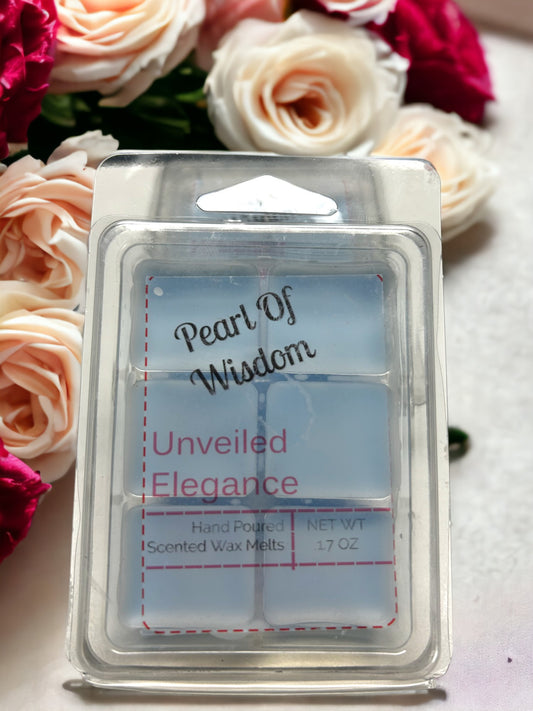 Pearl Of
Wisdom
Unveiled
Elegance
Hand Poured
Scented Wax Melts
NET WT
1.7 OZ